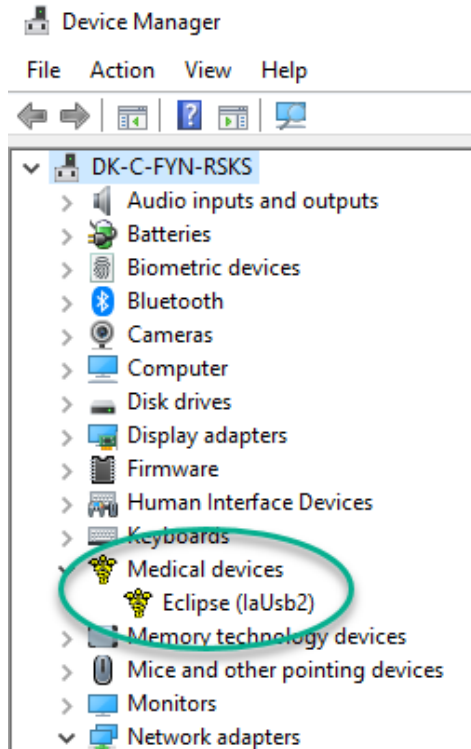 Device Manager
File Action View Help
DK-C-FYN-RSKS
Audio inputs and outputs
Batteries
Biometric devices
Bluetooth
Cameras
Computer
Disk drives
Display adapters
Firmware
Human Interface Devices
Keyboards
Medical devices
Eclipse (IaUsb2)
Memory technology devices
Mice and other pointing devices
Monitors
Network adapters